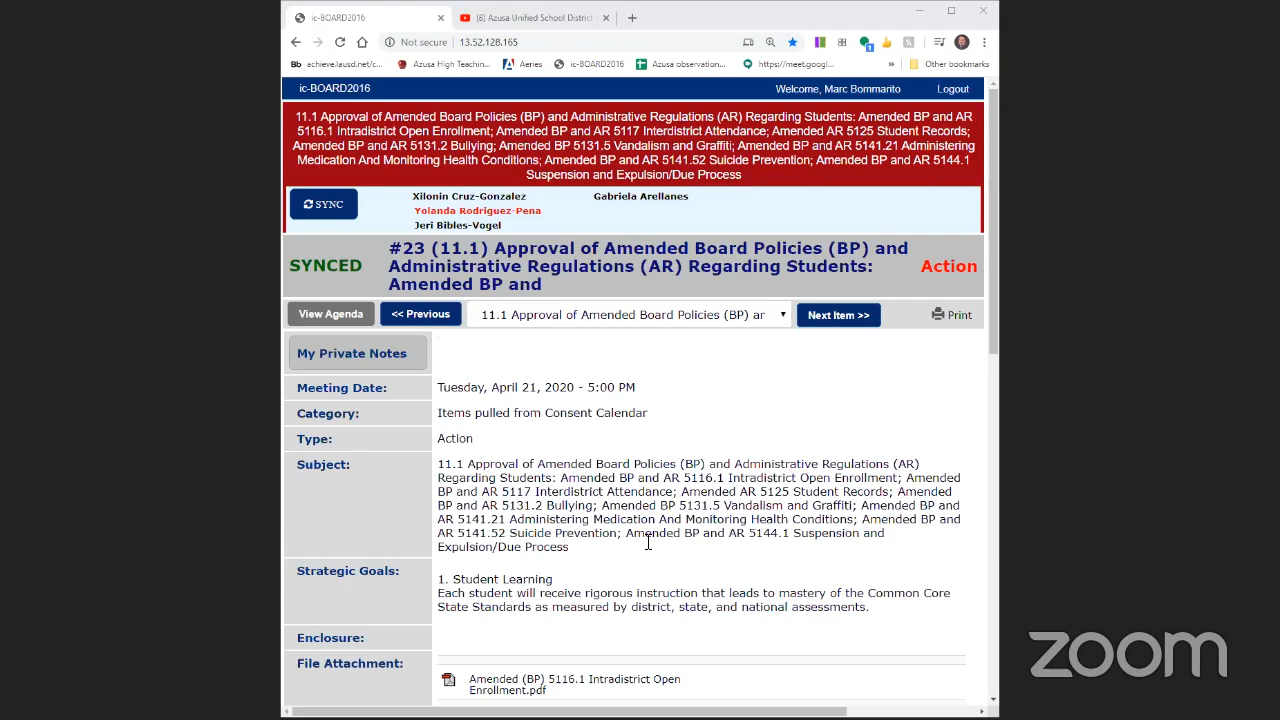 ic-BOARD2016
(8) Azusa Unified School District
Not secure | 13.52.128.165
Bb achieve.lausd.net/c...
Azusa High Teachin...
Aeries
ic-BOARD2016
Azusa observation...
https://meet.googl...
»
Other bookmarks
ic-BOARD2016
Welcome, Marc Bommarito
Logout
11.1 Approval of Amended Board Policies (BP) and Administrative Regulations (AR) Regarding Students: Amended BP and AR
5116.1 Intradistrict Open Enrollment; Amended BP and AR 5117 Interdistrict Attendance; Amended AR 5125 Student Records;
Amended BP and AR 5131.2 Bullying; Amended BP 5131.5 Vandalism and Graffiti; Amended BP and AR 5141.21 Administering
Medication And Monitoring Health Conditions; Amended BP and AR 5141.52 Suicide Prevention; Amended BP and AR 5144.1
Suspension and Expulsion/Due Process
SYNC
Xilonin Cruz-Gonzalez
Gabriela Arellanes
Yolanda Rodriguez-Pena
Jeri Bibles-Vogel
SYNCED
#23 (11.1) Approval of Amended Board Policies (BP) and
Administrative Regulations (AR) Regarding Students:
Amended BP and
Action
View Agenda
<< Previous
11.1 Approval of Amended Board Policies (BP) ar
Next Item >>
Print
My Private Notes
Meeting Date:
Tuesday, April 21, 2020 - 5:00 PM
Category:
Items pulled from Consent Calendar
Type:
Action
Subject:
11.1 Approval of Amended Board Policies (BP) and Administrative Regulations (AR)
Regarding Students: Amended BP and AR 5116.1 Intradistrict Open Enrollment; Amended
BP and AR 5117 Interdistrict Attendance; Amended AR 5125 Student Records; Amended
BP and AR 5131.2 Bullying; Amended BP 5131.5 Vandalism and Graffiti; Amended BP and
AR 5141.21 Administering Medication And Monitoring Health Conditions; Amended BP and
AR 5141.52 Suicide Prevention; Amended BP and AR 5144.1 Suspension and
Expulsion/Due Process
Strategic Goals:
1. Student Learning
Each student will receive rigorous instruction that leads to mastery of the Common Core
State Standards as measured by district, state, and national assessments.
Enclosure:
File Attachment:
Amended (BP) 5116.1 Intradistrict Open
Enrollment.pdf
zoom